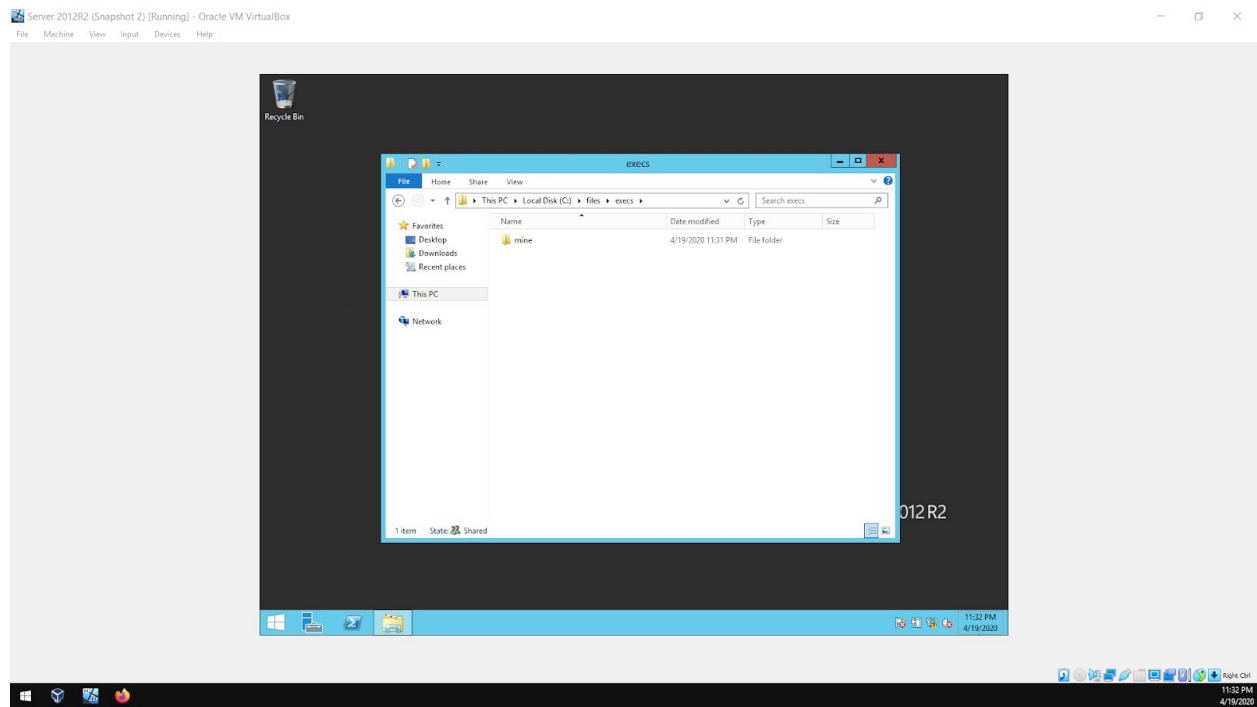 Server 2012R2 (Snapshot 2) [Running] - Oracle VM VirtualBox
File Machine View Input Devices Help
Recycle Bin
execs
File Home Share View
This PC Local Disk (C:) files execs
Search execs
Name Date modified Type Size
Favorites
Desktop
Downloads
Recent places
This PC
Network
mine 4/19/2020 11:31 PM File folder
1 item State: Shared
012 R2
11:32 PM
4/19/2020
Right Ctrl
11:32 PM
4/19/2020